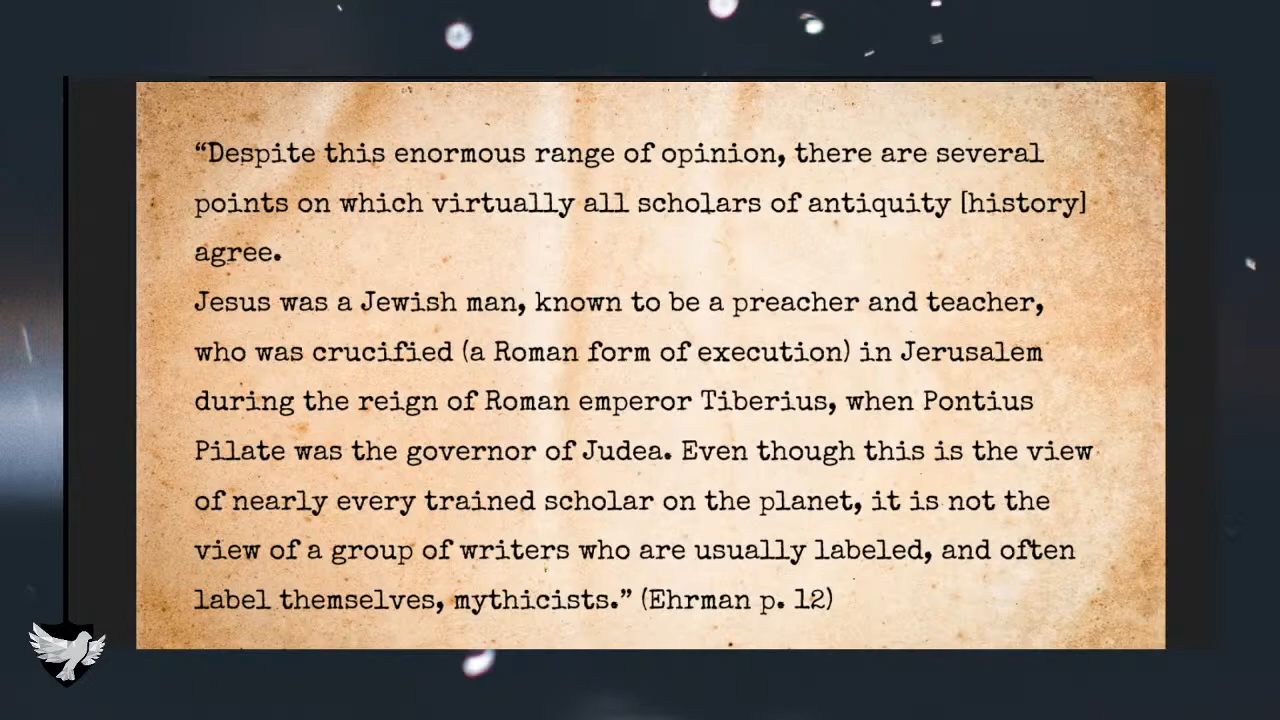 “Despite this enormous range of opinion, there are several
points on which virtually all scholars of antiquity [history]
agree.
Jesus was a Jewish man, known to be a preacher and teacher,
who was crucified (a Roman form of execution) in Jerusalem
during the reign of Roman emperor Tiberius, when Pontius
Pilate was the governor of Judea. Even though this is the view
of nearly every trained scholar on the planet, it is not the
view of a group of writers who are usually labeled, and often
label themselves, mythicists.” (Ehrman p. 12)